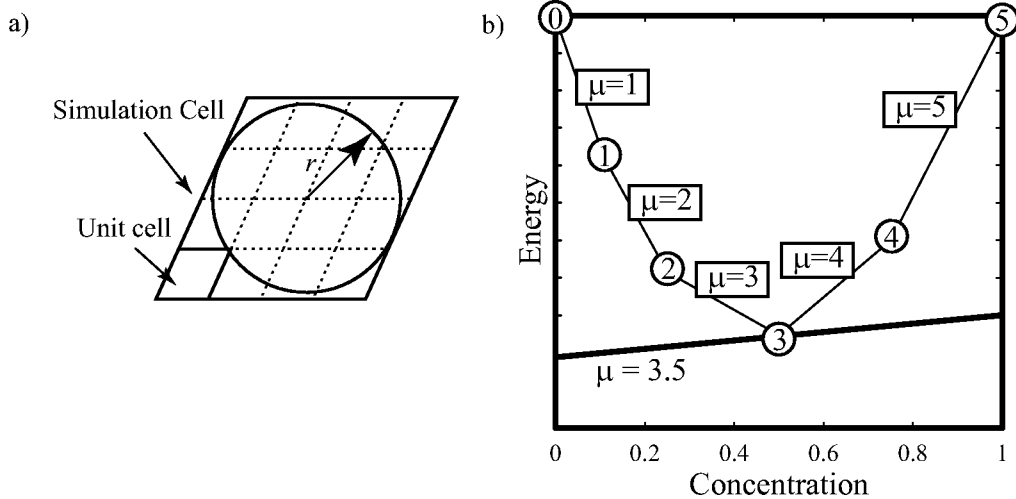 a)
Simulation Cell
Unit cell
r
b)
0
5
μ=1
μ=5
1
μ=2
Energy
4
2
μ=4
μ=3
3
μ = 3.5
0 0.2 0.4 0.6 0.8 1
Concentration